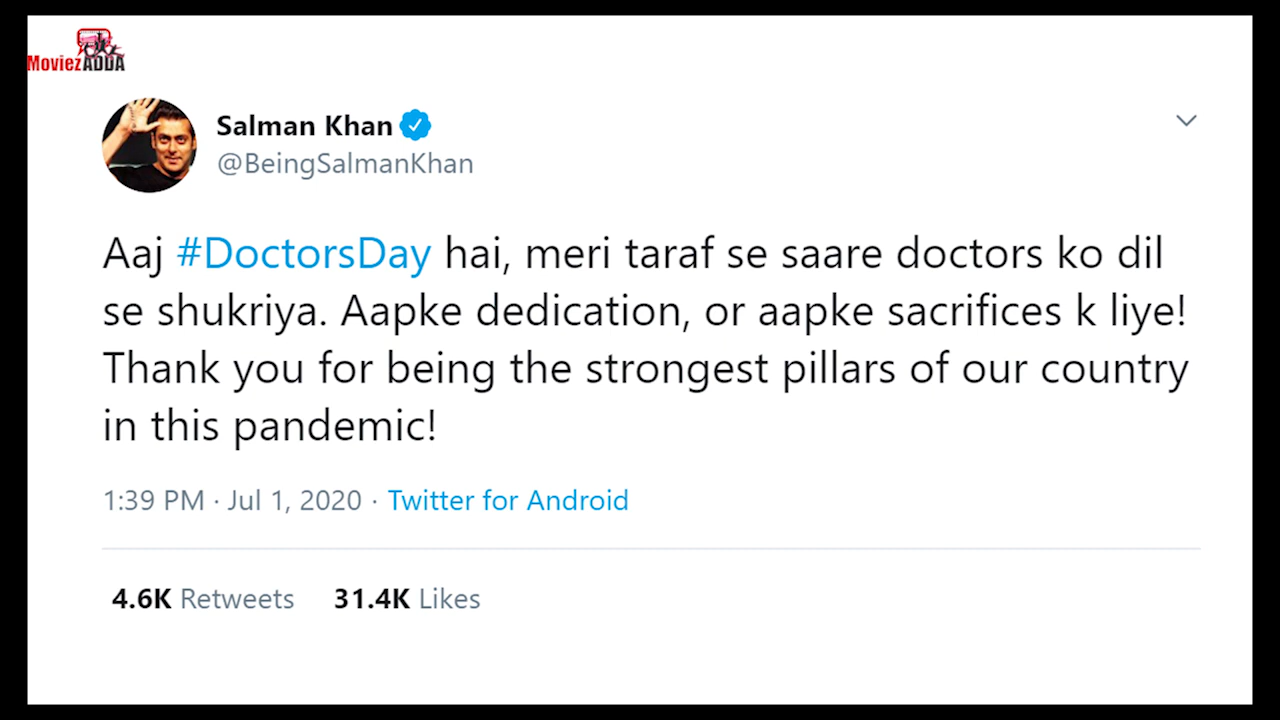 MoviezADDA
Salman Khan
@BeingSalmanKhan
Aaj #DoctorsDay hai, meri taraf se saare doctors ko dil
se shukriya. Aapke dedication, or aapke sacrifices k liye!
Thank you for being the strongest pillars of our country
in this pandemic!
1:39 PM · Jul 1, 2020 · Twitter for Android
4.6K Retweets 31.4K Likes